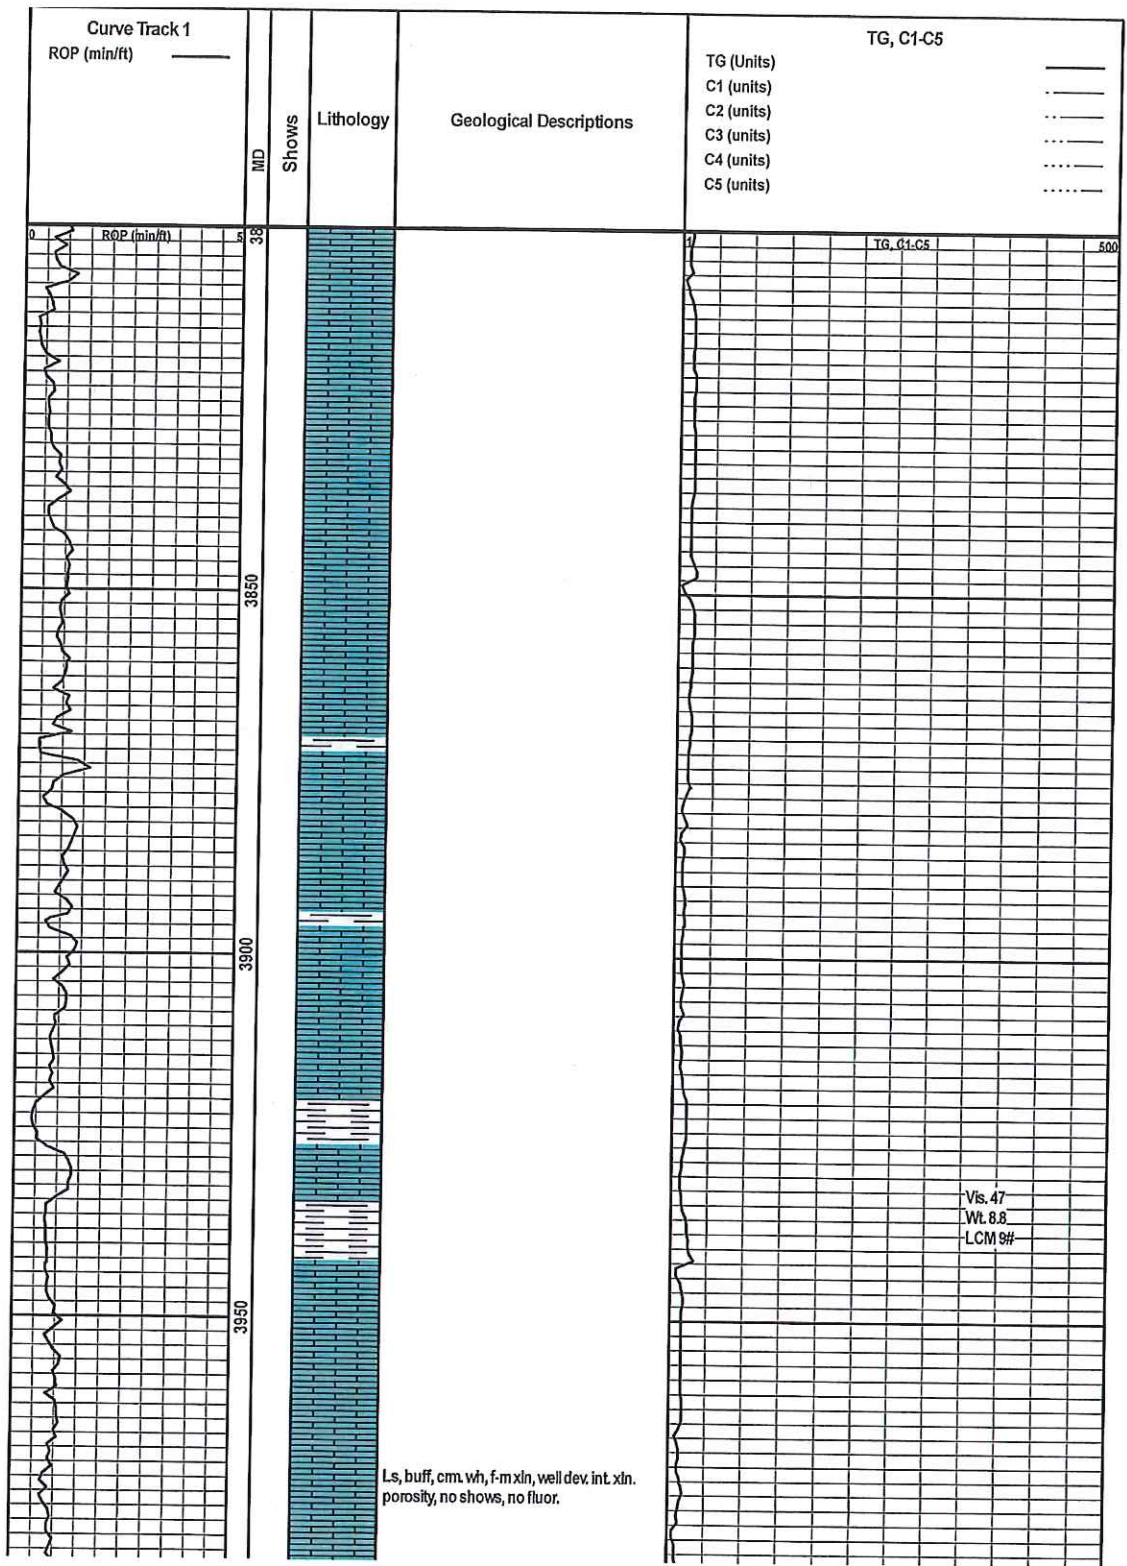 Curve Track 1
ROP (min/ft)
MD
Shows
Lithology
Geological Descriptions
TG, C1-C5
TG (Units)
C1 (units)
C2 (units)
C3 (units)
C4 (units)
C5 (units)
0 ROP (min/ft) 5
38
1 TG, C1-C5 500
3850
3900
Vis. 47
Wt. 8.8
LCM 9#
3950
Ls, buff, crm. wh, f-m xln, well dev. int. xln.
porosity, no shows, no fluor.